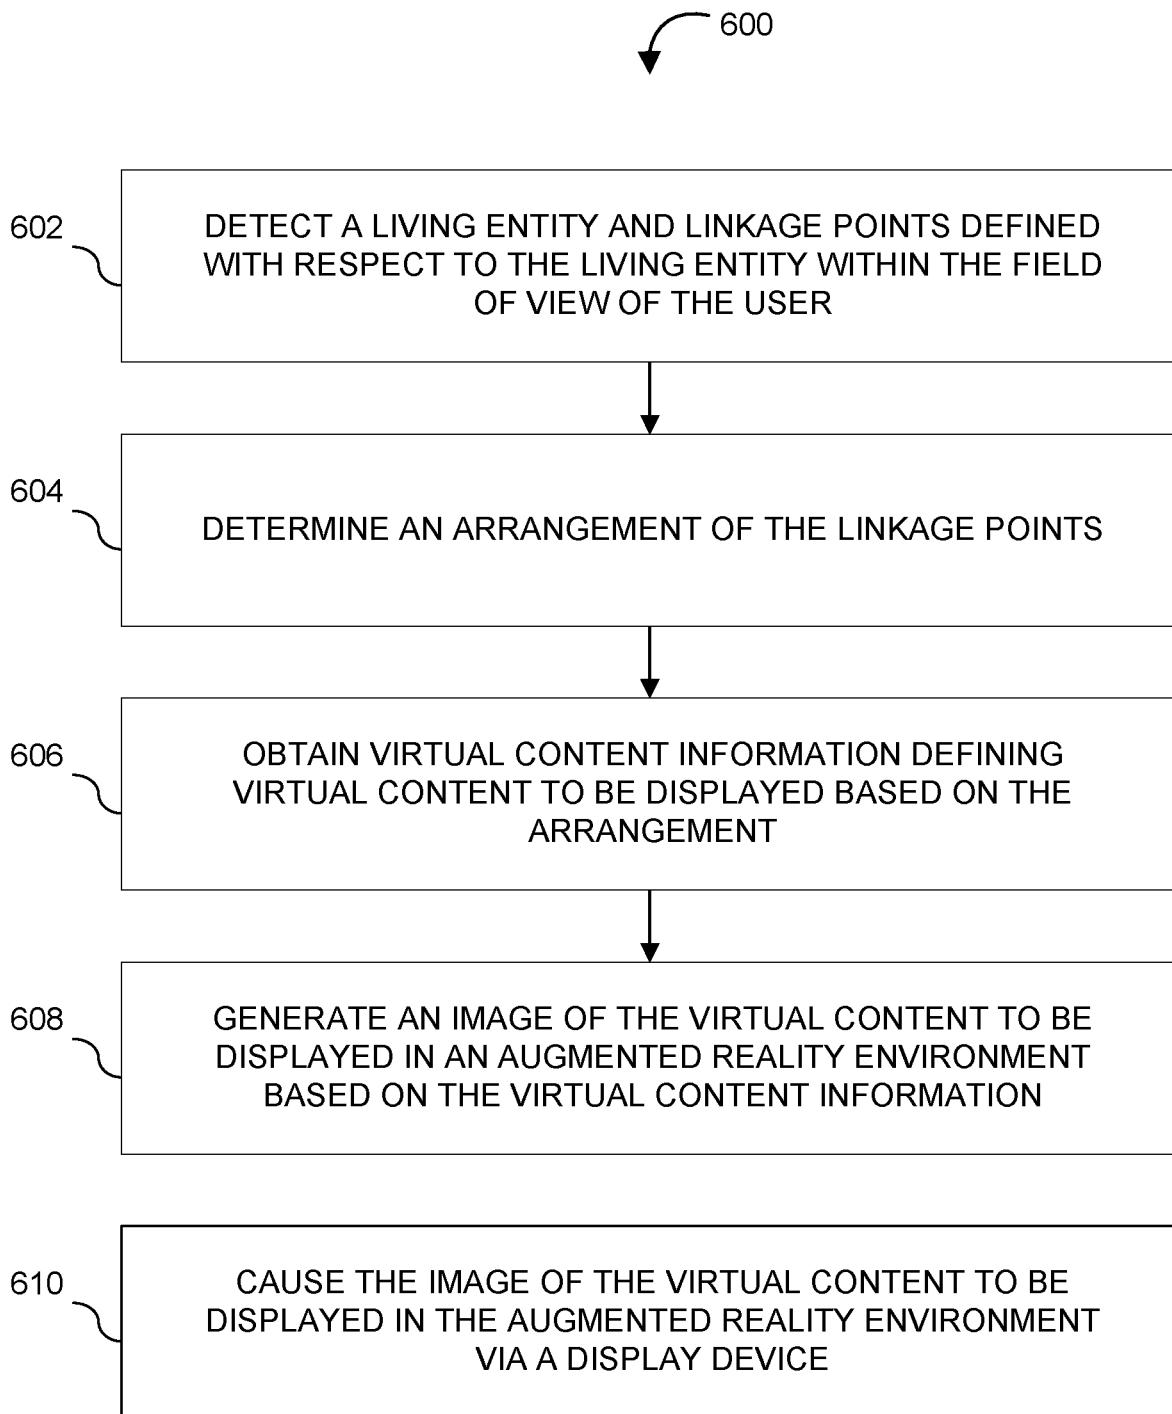 600
602
DETECT A LIVING ENTITY AND LINKAGE POINTS DEFINED
WITH RESPECT TO THE LIVING ENTITY WITHIN THE FIELD
OF VIEW OF THE USER
604
DETERMINE AN ARRANGEMENT OF THE LINKAGE POINTS
606
OBTAIN VIRTUAL CONTENT INFORMATION DEFINING
VIRTUAL CONTENT TO BE DISPLAYED BASED ON THE
ARRANGEMENT
608
GENERATE AN IMAGE OF THE VIRTUAL CONTENT TO BE
DISPLAYED IN AN AUGMENTED REALITY ENVIRONMENT
BASED ON THE VIRTUAL CONTENT INFORMATION
610
CAUSE THE IMAGE OF THE VIRTUAL CONTENT TO BE
DISPLAYED IN THE AUGMENTED REALITY ENVIRONMENT
VIA A DISPLAY DEVICE